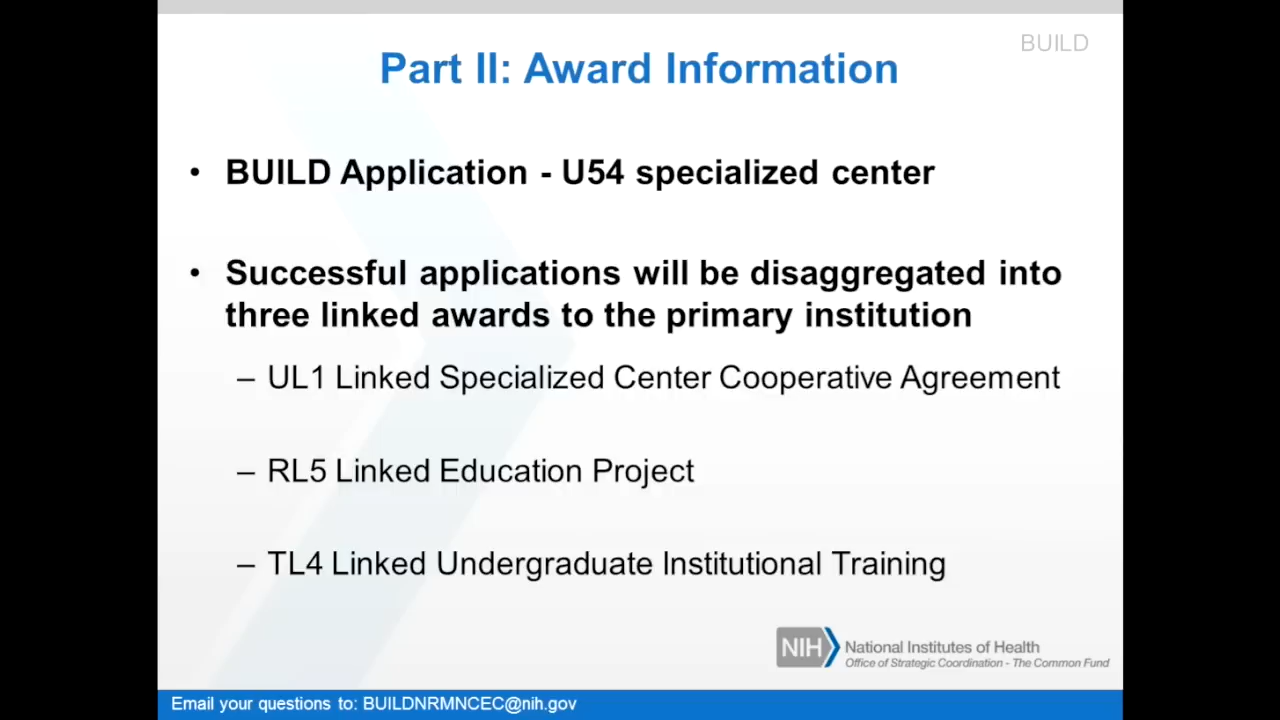 BUILD
Part II: Award Information
• BUILD Application - U54 specialized center
• Successful applications will be disaggregated into
three linked awards to the primary institution
– UL1 Linked Specialized Center Cooperative Agreement
– RL5 Linked Education Project
– TL4 Linked Undergraduate Institutional Training
NIH National Institutes of Health
Office of Strategic Coordination - The Common Fund
Email your questions to: BUILDNRMNCEC@nih.gov